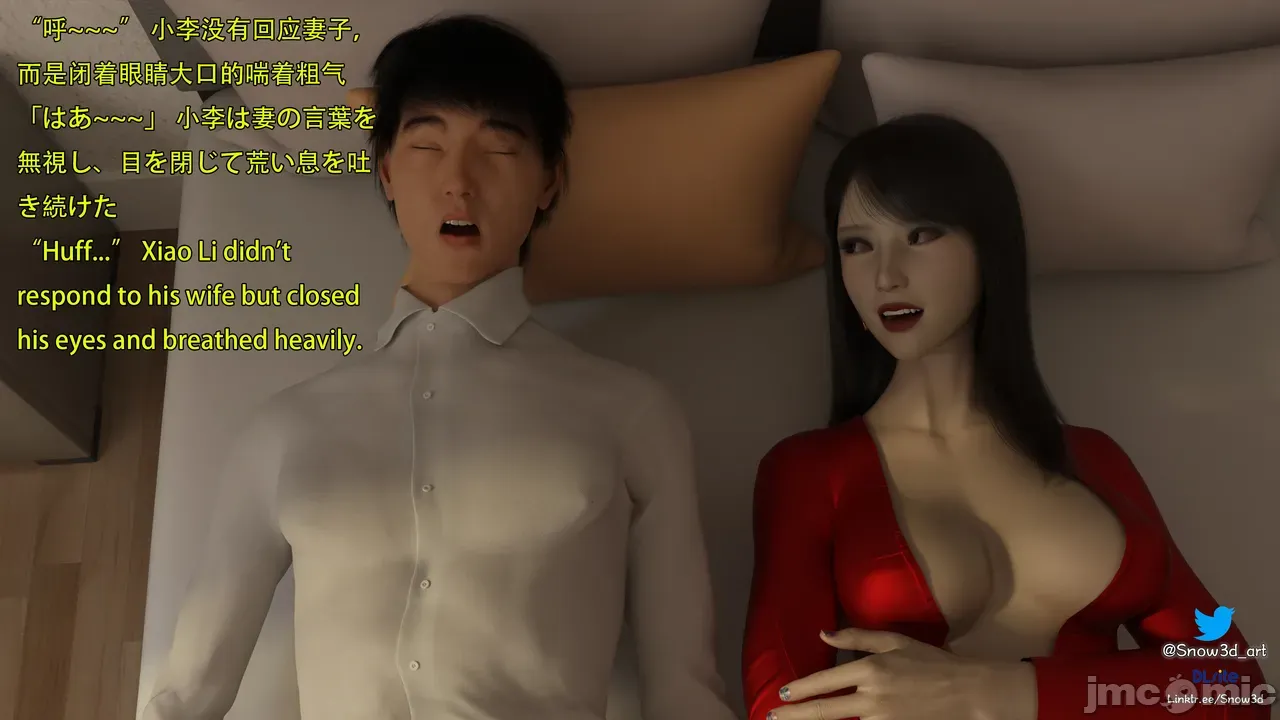 “呼~~~” 小李没有回应妻子,
而是闭着眼睛大口的喘着粗气
「はあ~~~」 小李は妻の言葉を
無視し、目を閉じて荒い息を吐
き続けた
“Huff...” Xiao Li didn’t
respond to his wife but closed
his eyes and breathed heavily.
@Snow3d_art
DLsite
jmc comic
Linktr.ee/Snow3d